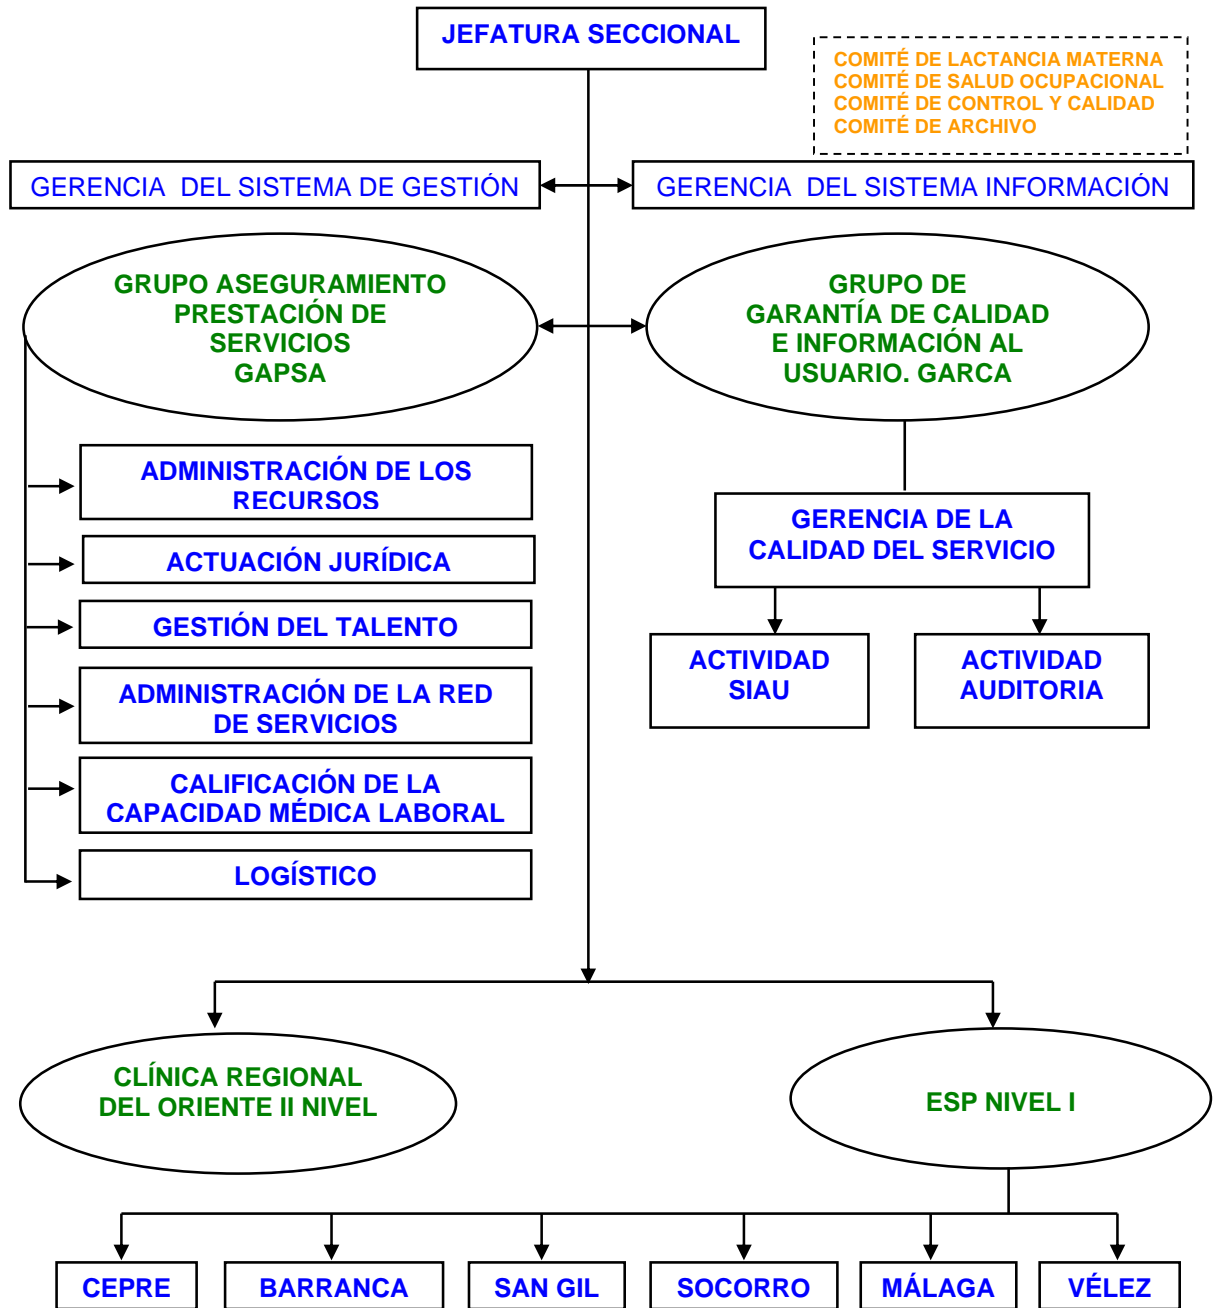 JEFATURA SECCIONAL
COMITÉ DE LACTANCIA MATERNA
COMITÉ DE SALUD OCUPACIONAL
COMITÉ DE CONTROL Y CALIDAD
COMITÉ DE ARCHIVO
GERENCIA DEL SISTEMA DE GESTIÓN
GERENCIA DEL SISTEMA INFORMACIÓN
GRUPO ASEGURAMIENTO
PRESTACIÓN DE
SERVICIOS
GAPSA
GRUPO DE
GARANTÍA DE CALIDAD
E INFORMACIÓN AL
USUARIO. GARCA
ADMINISTRACIÓN DE LOS
RECURSOS
ACTUACIÓN JURÍDICA
GESTIÓN DEL TALENTO
ADMINISTRACIÓN DE LA RED
DE SERVICIOS
CALIFICACIÓN DE LA
CAPACIDAD MÉDICA LABORAL
LOGÍSTICO
GERENCIA DE LA
CALIDAD DEL SERVICIO
ACTIVIDAD
SIAU
ACTIVIDAD
AUDITORIA
CLÍNICA REGIONAL
DEL ORIENTE II NIVEL
ESP NIVEL I
CEPRE
BARRANCA
SAN GIL
SOCORRO
MÁLAGA
VÉLEZ